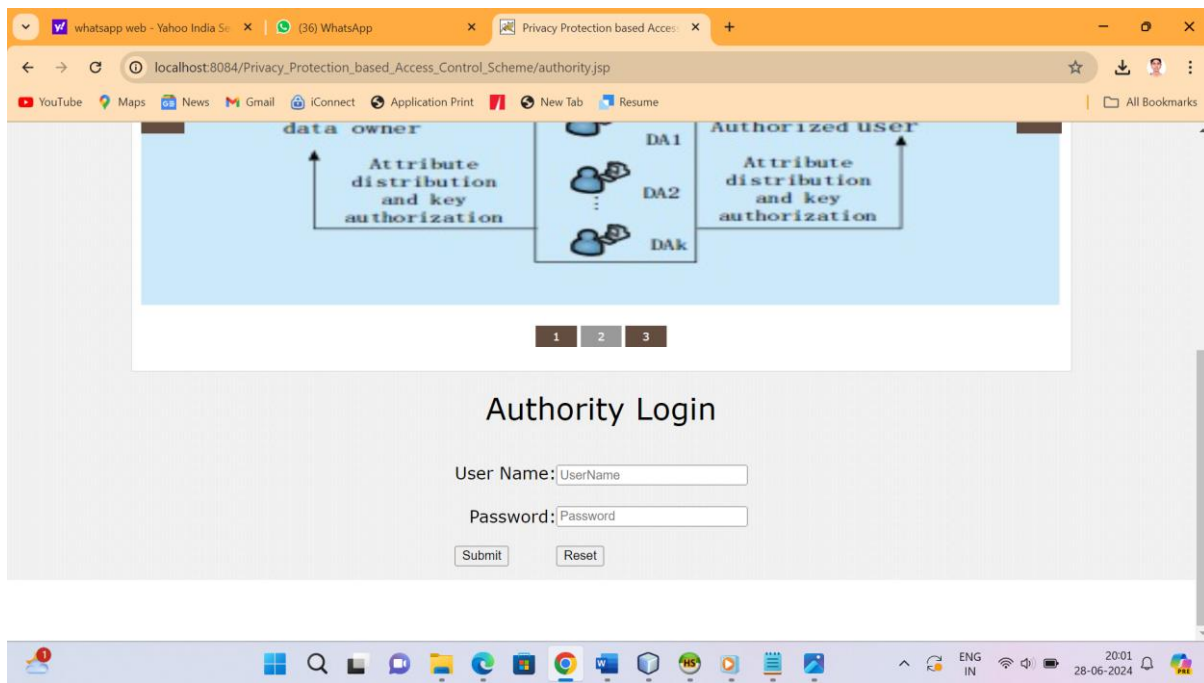 whatsapp web - Yahoo India Se
(36) WhatsApp
Privacy Protection based Acces
localhost:8084/Privacy_Protection_based_Access_Control_Scheme/authority.jsp
YouTube Maps News Gmail iConnect Application Print New Tab Resume All Bookmarks
data owner
DA1
Authorized user
Attribute
distribution
and key
authorization
DA2
Attribute
distribution
and key
authorization
DAk
1 2 3
Authority Login
User Name: UserName
Password: Password
Submit Reset
ENG
IN
20:01
28-06-2024